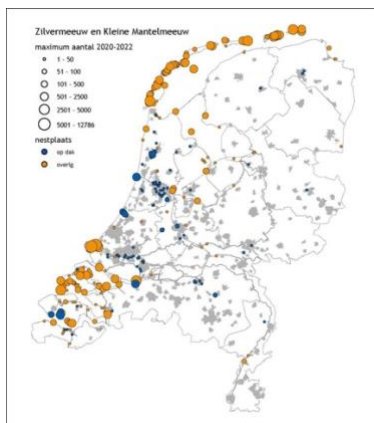 Zilvermeeuw en Kleine Mantelmeeuw
maximum aantal 2020-2022
1 - 50
51 - 100
101 - 500
501 - 2500
2501 - 5000
5001 - 12786
nestplaats
op dak
overig